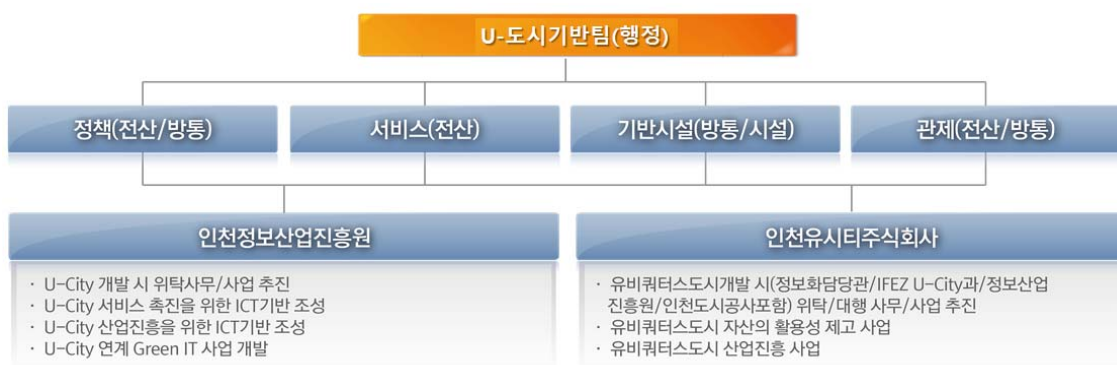 U-도시기반팀(행정)
정책(전산/방통)
서비스(전산)
기반시설(방통/시설)
관제(전산/방통)
인천정보산업진흥원
· U-City 개발 시 위탁사무/사업 추진
· U-City 서비스 촉진을 위한 ICT기반 조성
· U-City 산업진흥을 위한 ICT기반 조성
· U-City 연계 Green IT 사업 개발
인천유시티주식회사
· 유비쿼터스도시개발 시(정보화담당관/IFEZ U-City과/정보산업
진흥원/인천도시공사포함) 위탁/대행 사무/사업 추진
· 유비쿼터스도시 자산의 활용성 제고 사업
· 유비쿼터스도시 산업진흥 사업